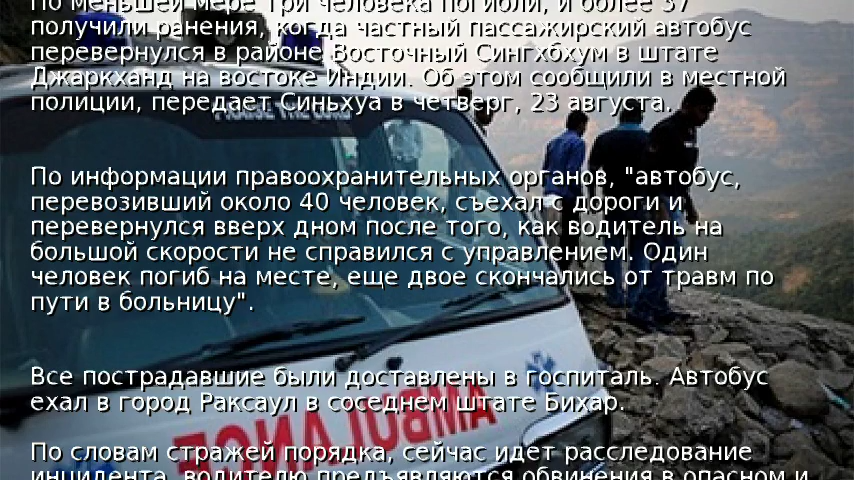 По меньшей мере три человека погибли, и более 37
получили ранения, когда частный пассажирский автобус
перевернулся в районе Восточный Сингхбхум в штате
Джаркханд на востоке Индии. Об этом сообщили в местной
полиции, передает Синьхуа в четверг, 23 августа.
PRAISE THE LORD
По информации правоохранительных органов, "автобус,
перевозивший около 40 человек, съехал с дороги и
перевернулся вверх дном после того, как водитель на
большой скорости не справился с управлением. Один
человек погиб на месте, еще двое скончались от травм по
пути в больницу".
Все пострадавшие были доставлены в госпиталь. Автобус
ехал в город Раксаул в соседнем штате Бихар.
AMBULANCE
По словам стражей порядка, сейчас идет расследование
инцидента, водителю предъявляются обвинения в опасном и